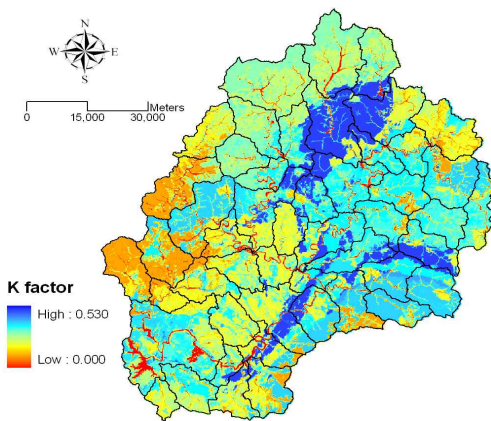 N
W E
S
Meters
0 15,000 30,000
K factor
High : 0.530
Low : 0.000